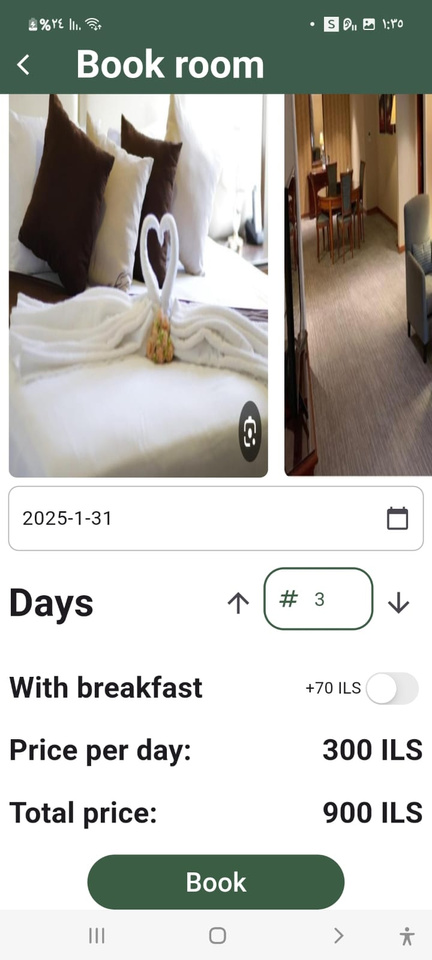 %٢٤ ١:٣٥
Book room
2025-1-31
Days # 3
With breakfast +70 ILS
Price per day: 300 ILS
Total price: 900 ILS
Book